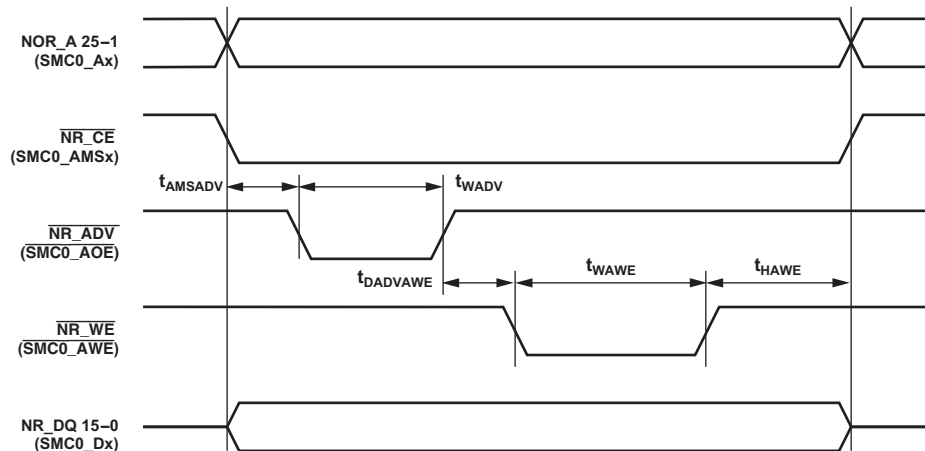 NOR_A 25–1
(SMC0_Ax)
NR_CE
(SMC0_AMSx)
tAMSADV
tWADV
NR_ADV
(SMC0_AOE)
tDADVAWE
tWAWE
tHAWE
NR_WE
(SMC0_AWE)
NR_DQ 15–0
(SMC0_Dx)